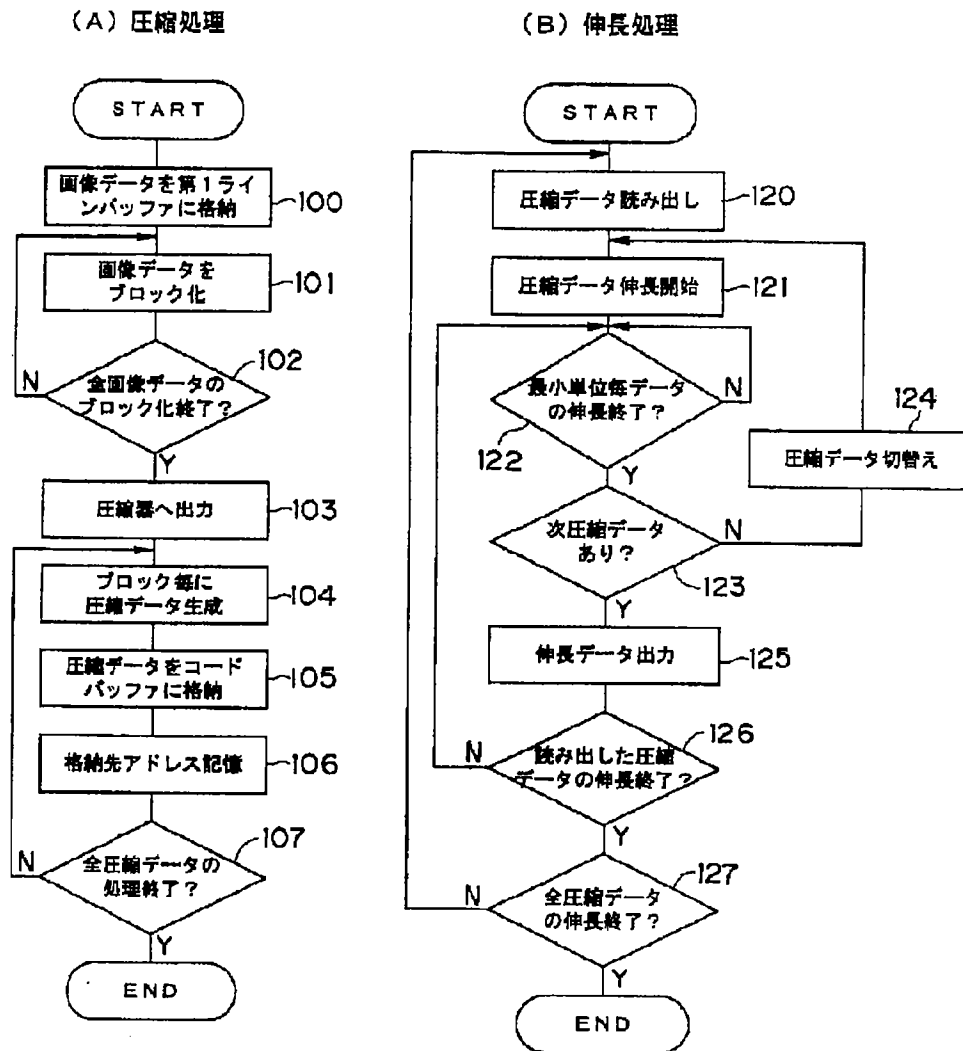 (A) 圧縮処理
START
画像データを第1ライ
ンバッファに格納
100
画像データを
ブロック化
101
102
全画像データの
ブロック化終了?
N
Y
圧縮器へ出力
103
ブロック毎に
圧縮データ生成
104
圧縮データをコード
バッファに格納
105
格納先アドレス記憶
106
107
全圧縮データの
処理終了?
N
Y
END
(B) 伸長処理
START
圧縮データ読み出し
120
圧縮データ伸長開始
121
最小単位毎データ
の伸長終了?
N
122
Y
124
圧縮データ切替え
次圧縮データ
あり?
N
123
Y
伸長データ出力
125
126
読み出した圧縮
データの伸長終了?
N
Y
127
全圧縮データ
の伸長終了?
N
Y
END